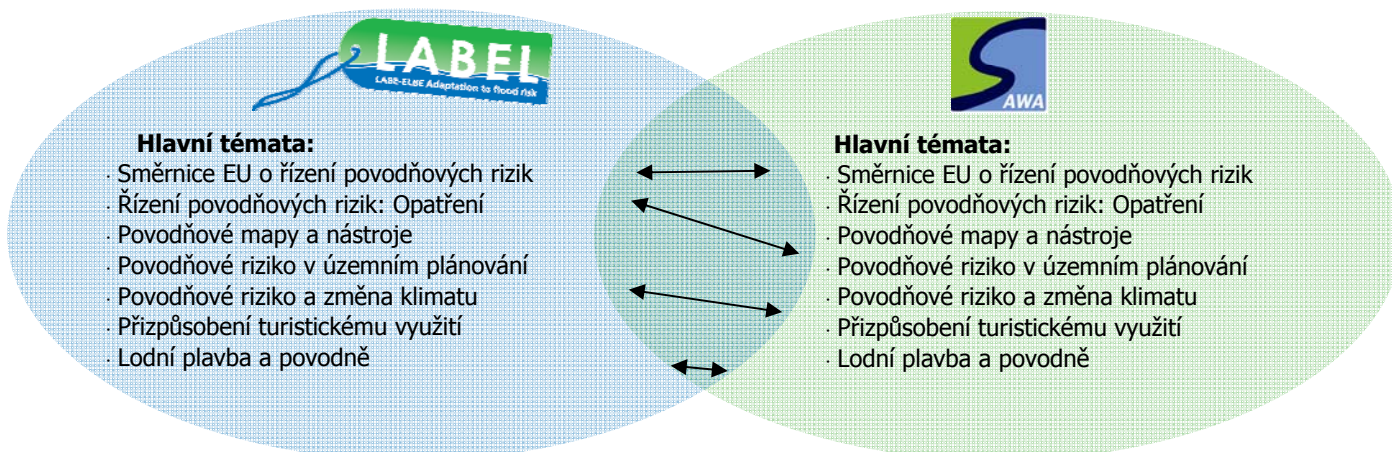 LABEL
LABE-ELBE Adaptation to flood risk
Hlavní témata:
· Směrnice EU o řízení povodňových rizik
· Řízení povodňových rizik: Opatření
· Povodňové mapy a nástroje
· Povodňové riziko v územním plánování
· Povodňové riziko a změna klimatu
· Přizpůsobení turistickému využití
· Lodní plavba a povodně
SAWA
Hlavní témata:
· Směrnice EU o řízení povodňových rizik
· Řízení povodňových rizik: Opatření
· Povodňové mapy a nástroje
· Povodňové riziko v územním plánování
· Povodňové riziko a změna klimatu
· Přizpůsobení turistickému využití
· Lodní plavba a povodně